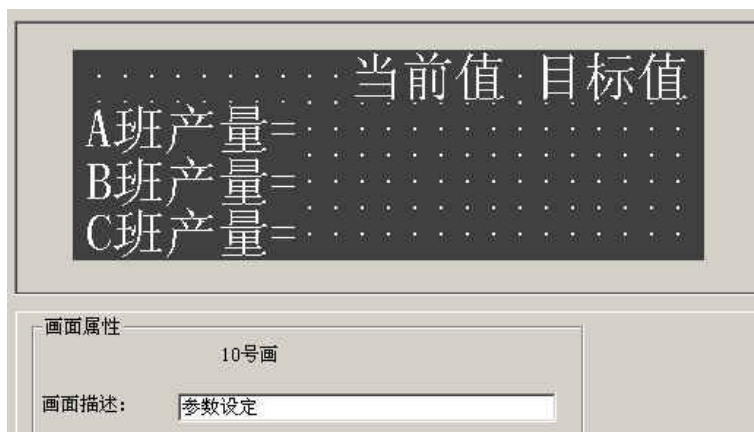 当前值 目标值
A班产量=
B班产量=
C班产量=
画面属性
10号画
画面描述: 参数设定